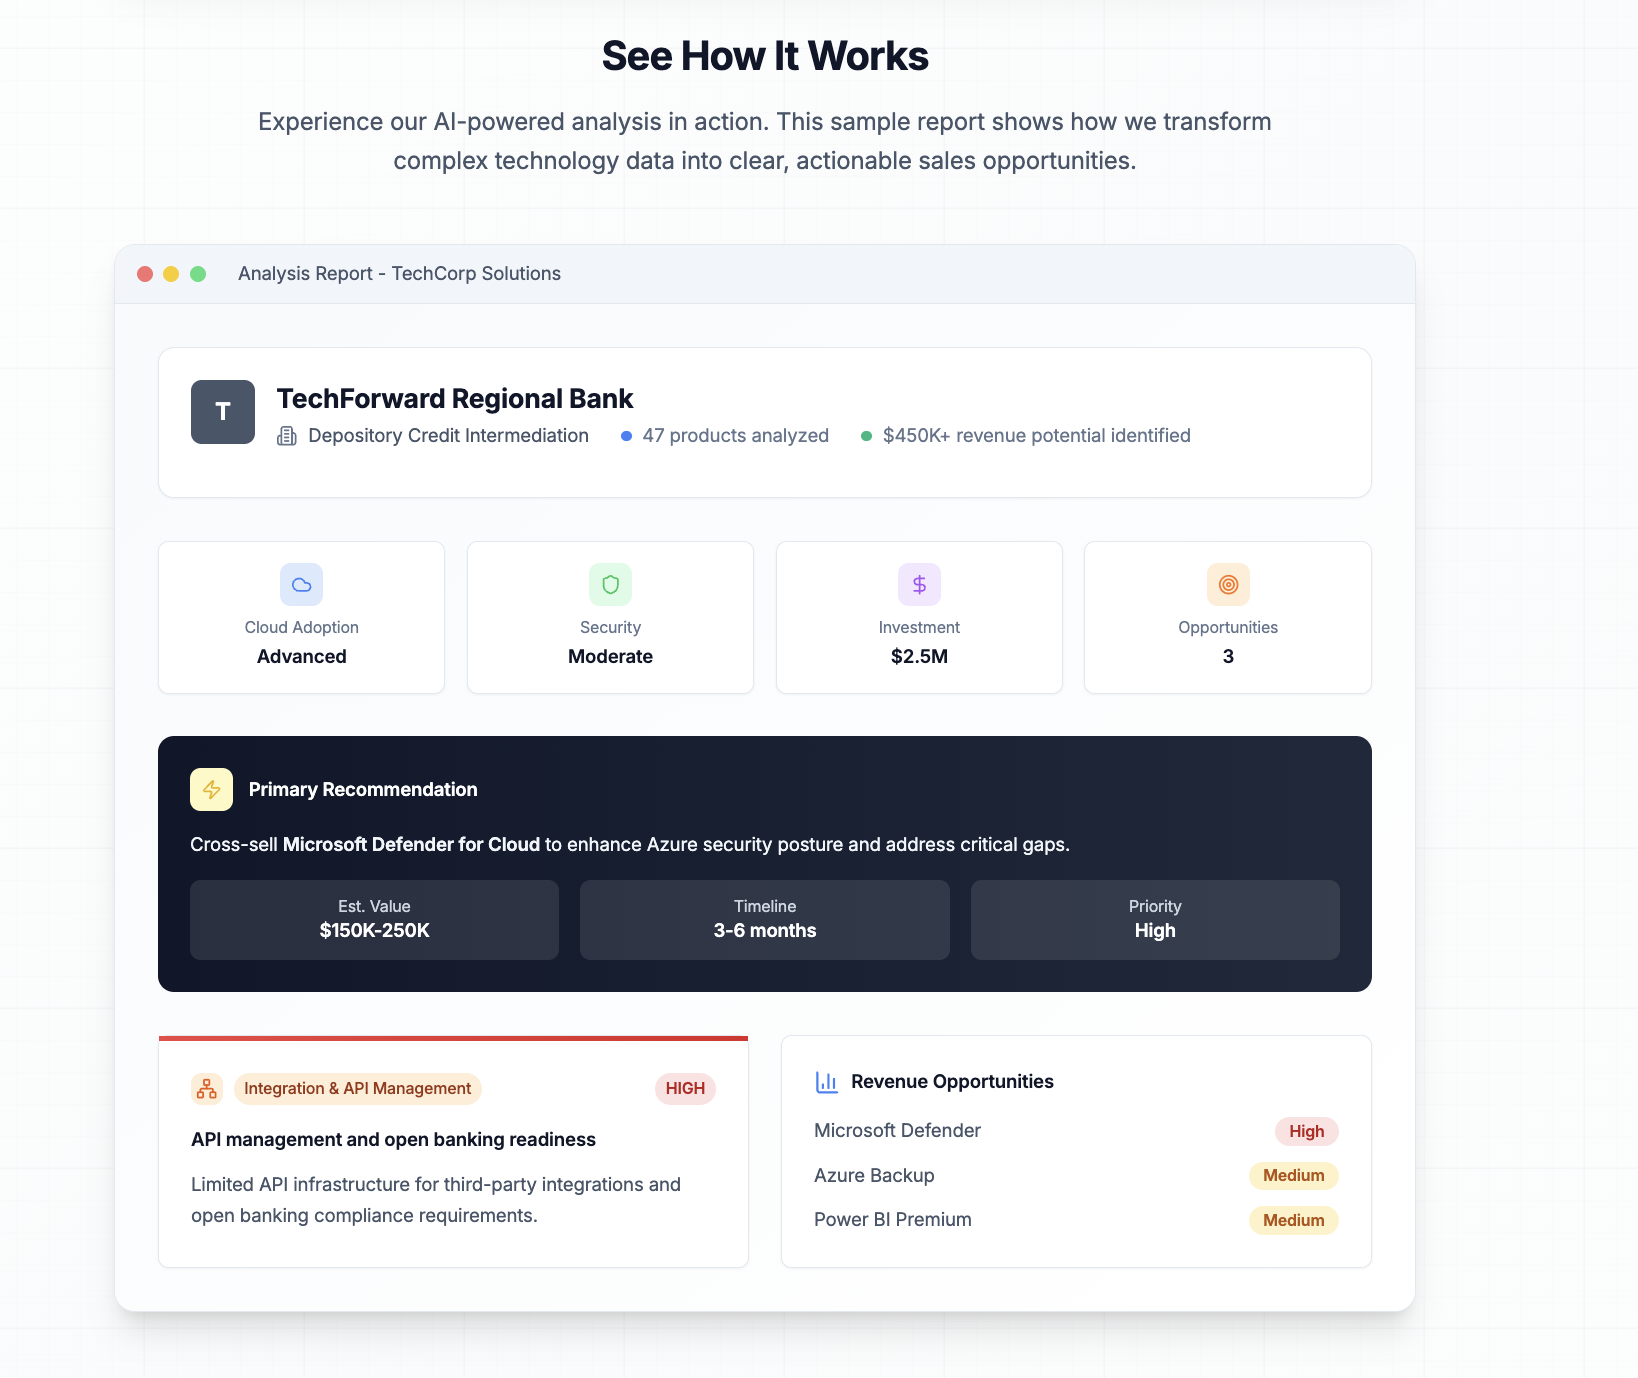 See How It Works
Experience our AI-powered analysis in action. This sample report shows how we transform
complex technology data into clear, actionable sales opportunities.
Analysis Report - TechCorp Solutions
T
TechForward Regional Bank
Depository Credit Intermediation
47 products analyzed
$450K+ revenue potential identified
Cloud Adoption
Advanced
Security
Moderate
Investment
$2.5M
Opportunities
3
Primary Recommendation
Cross-sell Microsoft Defender for Cloud to enhance Azure security posture and address critical gaps.
Est. Value
$150K-250K
Timeline
3-6 months
Priority
High
Integration & API Management
HIGH
API management and open banking readiness
Limited API infrastructure for third-party integrations and
open banking compliance requirements.
Revenue Opportunities
Microsoft Defender
High
Azure Backup
Medium
Power BI Premium
Medium